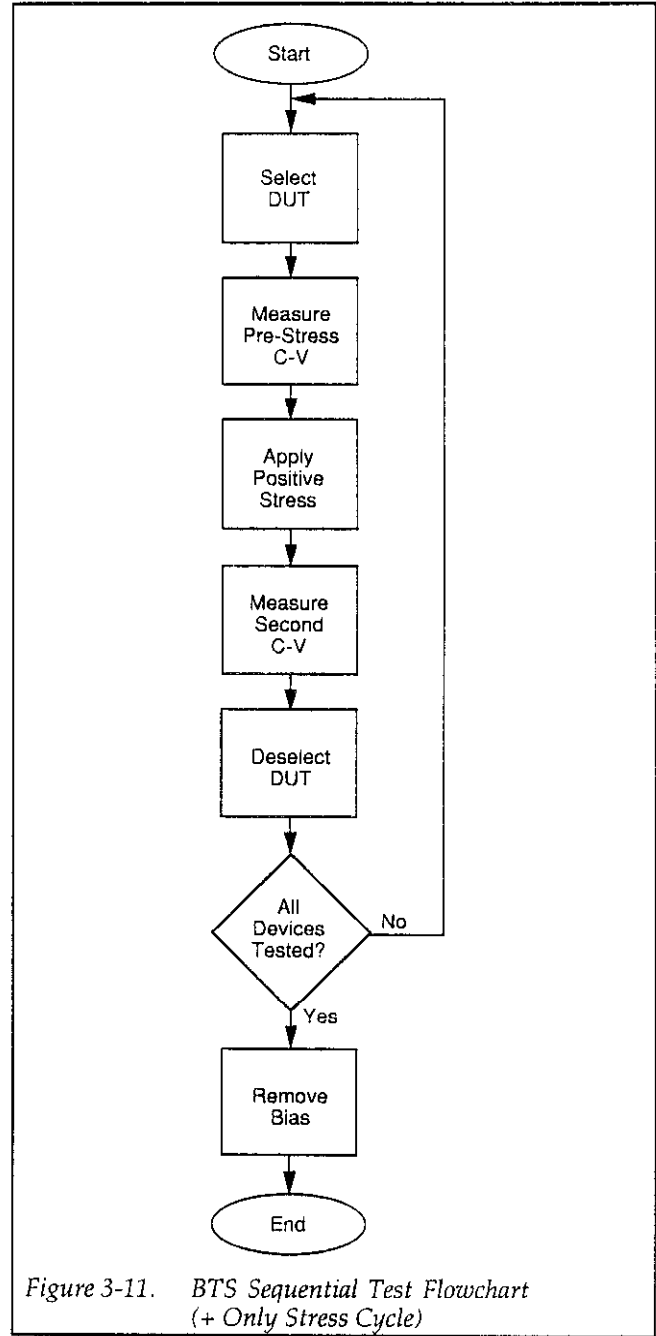 Start
Select
DUT
Measure
Pre-Stress
C-V
Apply
Positive
Stress
Measure
Second
C-V
Deselect
DUT
All
Devices
Tested?
No
Yes
Remove
Bias
End
Figure 3-11. BTS Sequential Test Flowchart
(+ Only Stress Cycle)